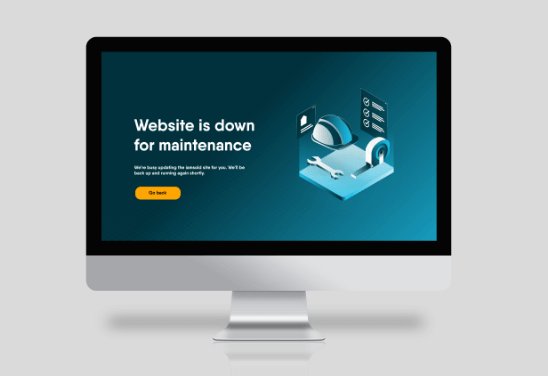 Website is down
for maintenance
We're busy updating the iamsold site for you. We'll be
back up and running again shortly.
Go back